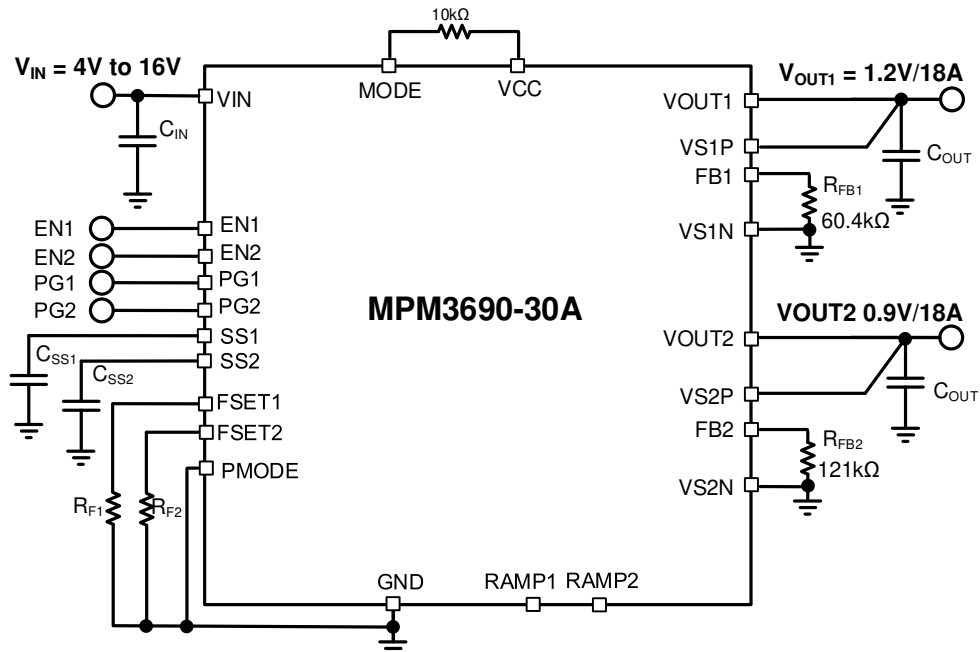 10kΩ
V_IN = 4V to 16V
MODE
VCC
V_OUT1 = 1.2V/18A
VIN
VOUT1
C_IN
VS1P
C_OUT
FB1
R_FB1
60.4kΩ
EN1
EN1
VS1N
EN2
EN2
PG1
PG1
PG2
PG2
MPM3690-30A
VOUT2 0.9V/18A
SS1
VOUT2
C_SS1
SS2
C_SS2
VS2P
C_OUT
FSET1
FB2
FSET2
R_FB2
121kΩ
PMODE
VS2N
R_F1
R_F2
GND
RAMP1
RAMP2